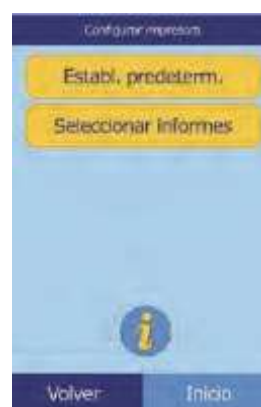 Configurar impresora
Establ. predeterm.
Seleccionar informes
i
Volver
Inicio